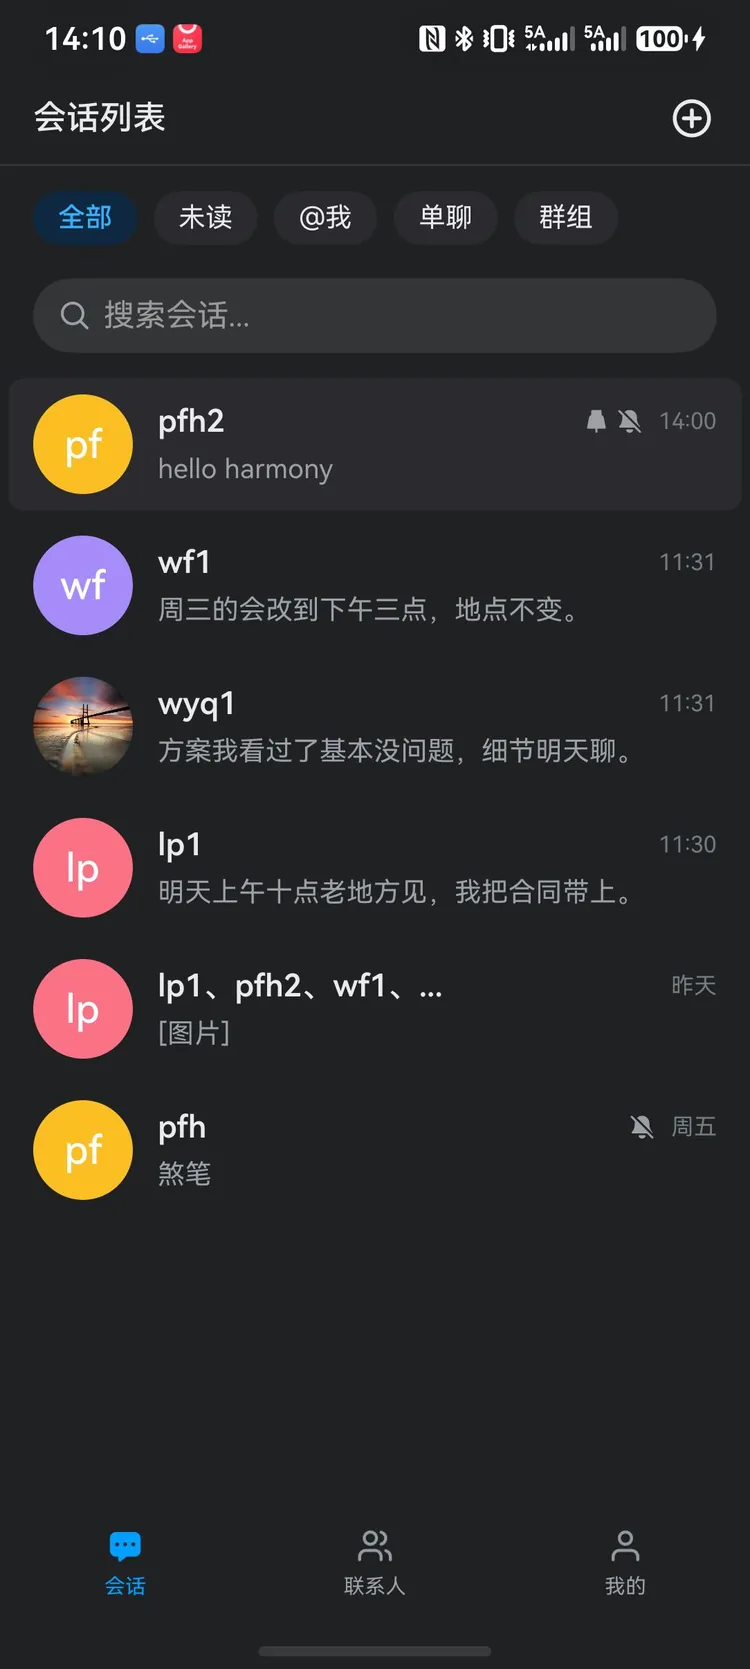 14:10
App Gallery
5A
5A
100
会话列表
全部 未读 @我 单聊 群组
搜索会话...
pf
pfh2
14:00
hello harmony
wf
wf1
11:31
周三的会改到下午三点，地点不变。
wyq1
11:31
方案我看过了基本没问题，细节明天聊。
lp
lp1
11:30
明天上午十点老地方见，我把合同带上。
lp
lp1、pfh2、wf1、...
昨天
[图片]
pf
pfh
周五
煞笔
会话 联系人 我的